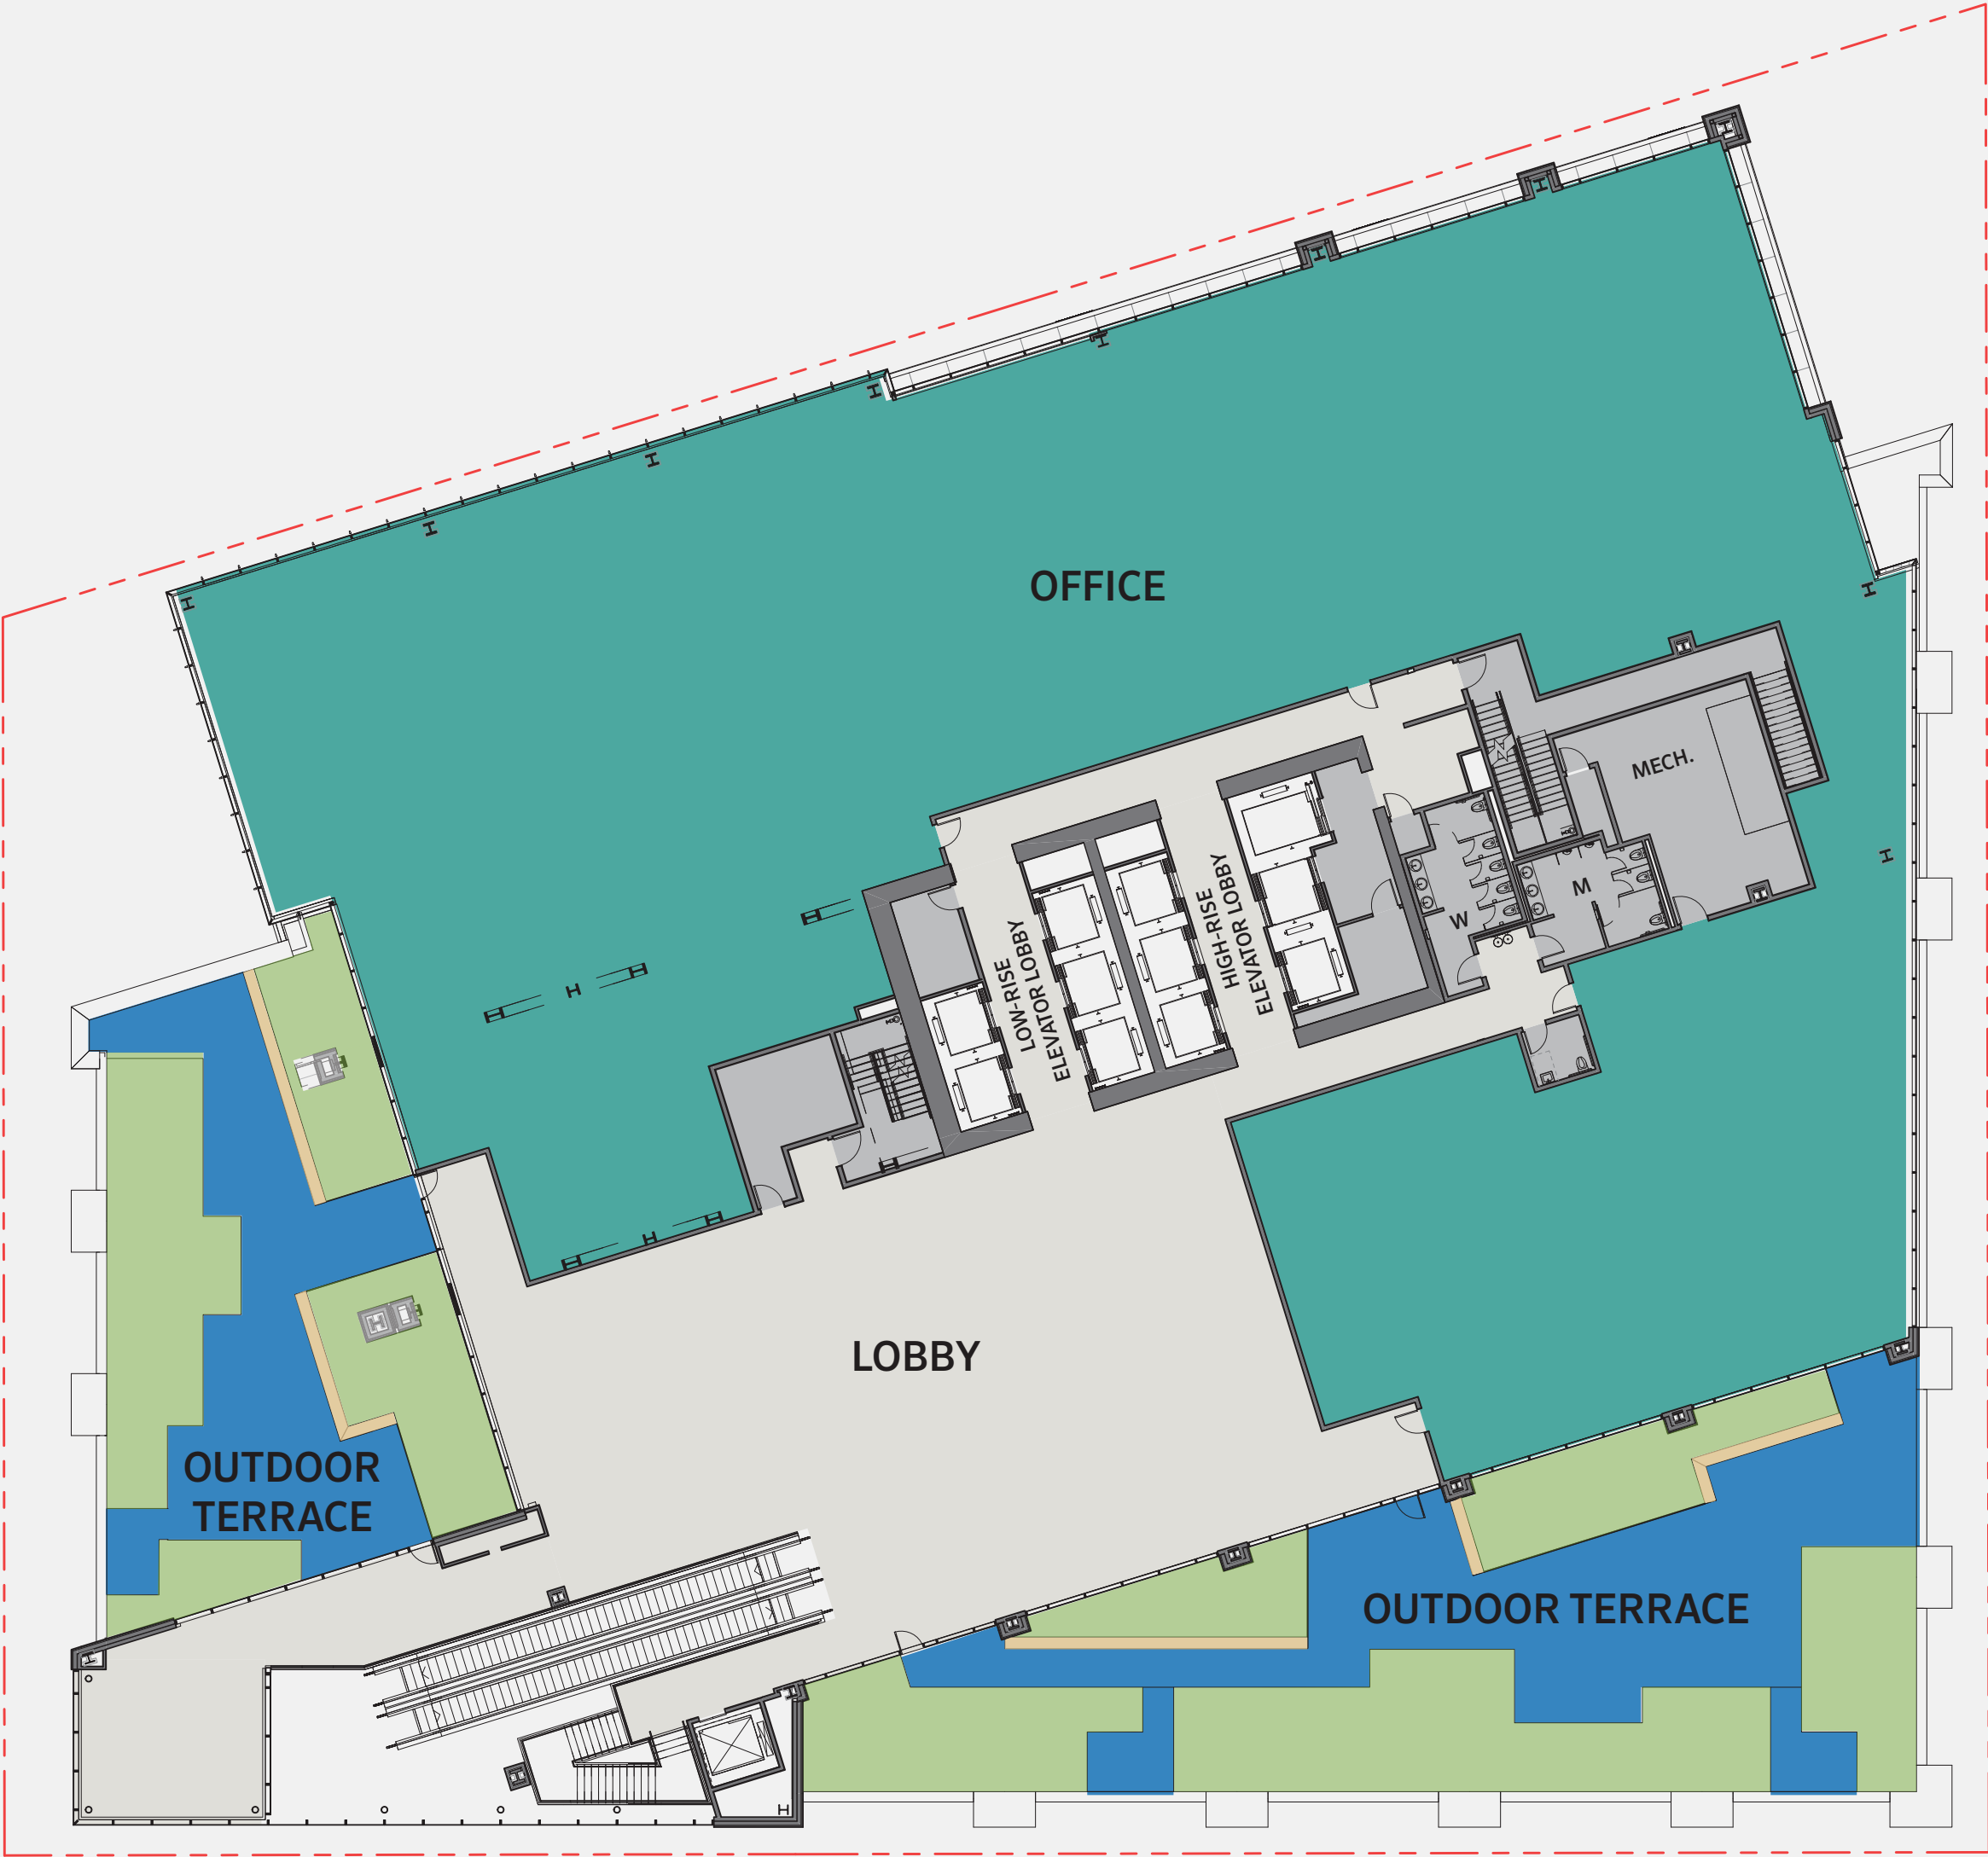 OFFICE
MECH.
M
W
HIGH-RISE
ELEVATOR LOBBY
LOW-RISE
ELEVATOR LOBBY
LOBBY
OUTDOOR
TERRACE
OUTDOOR TERRACE